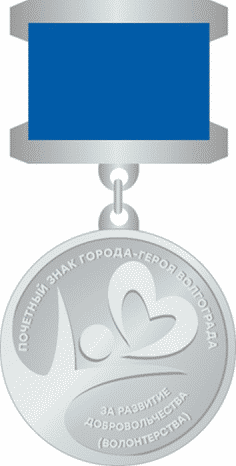 ПОЧЕТНЫЙ ЗНАК ГОРОДА-ГЕРОЯ ВОЛГОГРАДА
ЗА РАЗВИТИЕ
ДОБРОВОЛЬЧЕСТВА
(ВОЛОНТЕРСТВА)